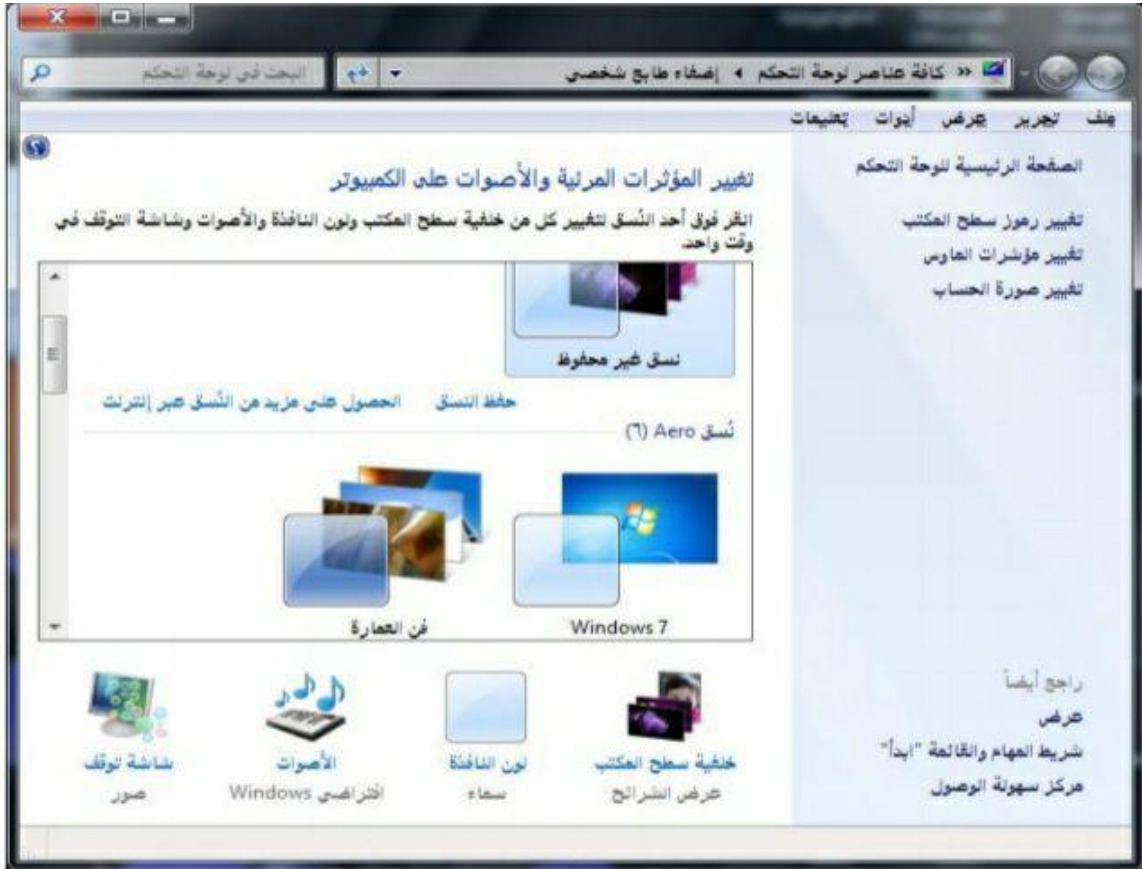 كافة عناصر لوحة التحكم إضفاء طابع شخصي
البحث في لوحة التحكم
ملف تحرير عرض أدوات تعليمات
الصفحة الرئيسية للوحة التحكم
تغيير رموز سطح المكتب
تغيير مؤشرات الماوس
تغيير صورة الحساب
تغيير المؤثرات المرئية والأصوات على الكمبيوتر
انقر فوق أحد النُسق لتغيير كل من خلفية سطح المكتب ولون النافذة والأصوات وشاشة التوقف في
وقت واحد.
نسق غير محفوظ
حفظ النسق الحصول على مزيد من النُسق عبر إنترنت
نُسق Aero (٦)
Windows 7 فن العمارة
خلفية سطح المكتب لون النافذة الأصوات شاشة توقف
عرض الشرائح سماء افتراضي Windows صور
راجع أيضاً
عرض
شريط المهام والقائمة "ابدأ"
مركز سهولة الوصول